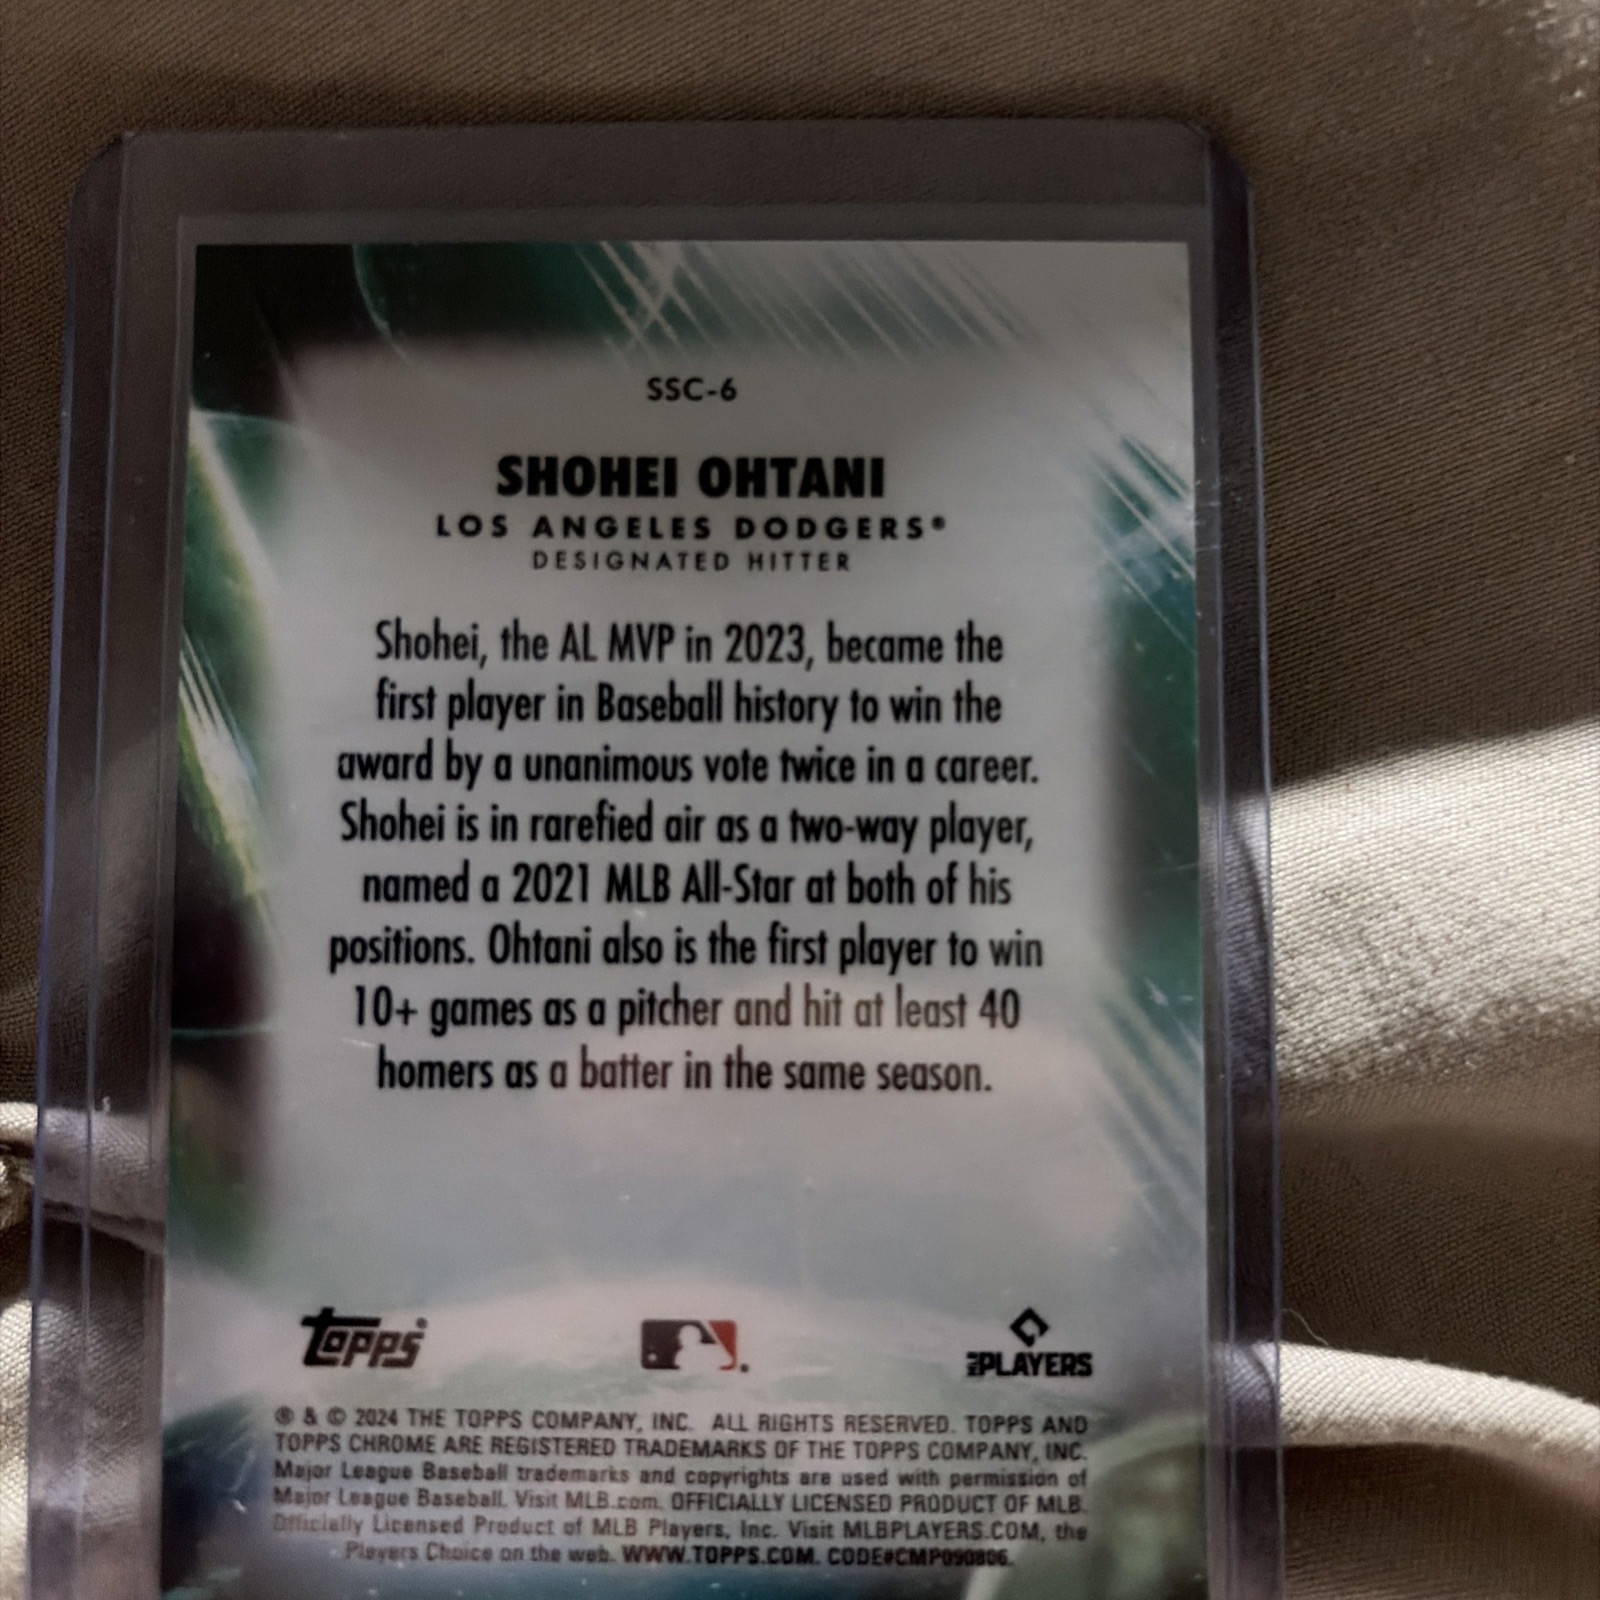 SSC-6
SHOHEI OHTANI
LOS ANGELES DODGERS®
DESIGNATED HITTER
Shohei, the AL MVP in 2023, became the
first player in Baseball history to win the
award by a unanimous vote twice in a career.
Shohei is in rarefied air as a two-way player,
named a 2021 MLB All-Star at both of his
positions. Ohtani also is the first player to win
10+ games as a pitcher and hit at least 40
homers as a batter in the same season.
Topps® MLB PLAYERS
® & © 2024 THE TOPPS COMPANY, INC. ALL RIGHTS RESERVED. TOPPS AND
TOPPS CHROME ARE REGISTERED TRADEMARKS OF THE TOPPS COMPANY, INC.
Major League Baseball trademarks and copyrights are used with permission of
Major League Baseball. Visit MLB.com. OFFICIALLY LICENSED PRODUCT OF MLB.
Officially Licensed Product of MLB Players, Inc. Visit MLBPLAYERS.COM, the
Players Choice on the web. WWW.TOPPS.COM. CODE#CMP090806.